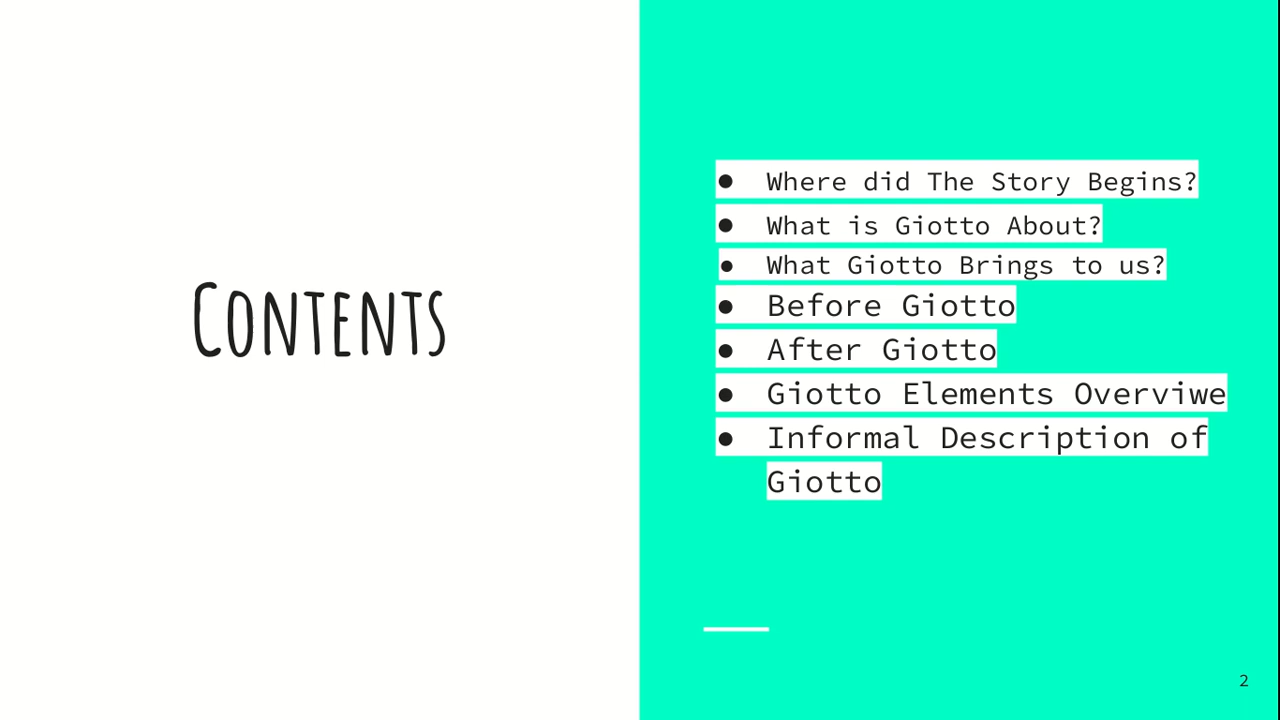 Contents
● Where did The Story Begins?
● What is Giotto About?
● What Giotto Brings to us?
● Before Giotto
● After Giotto
● Giotto Elements Overviwe
● Informal Description of
Giotto
2